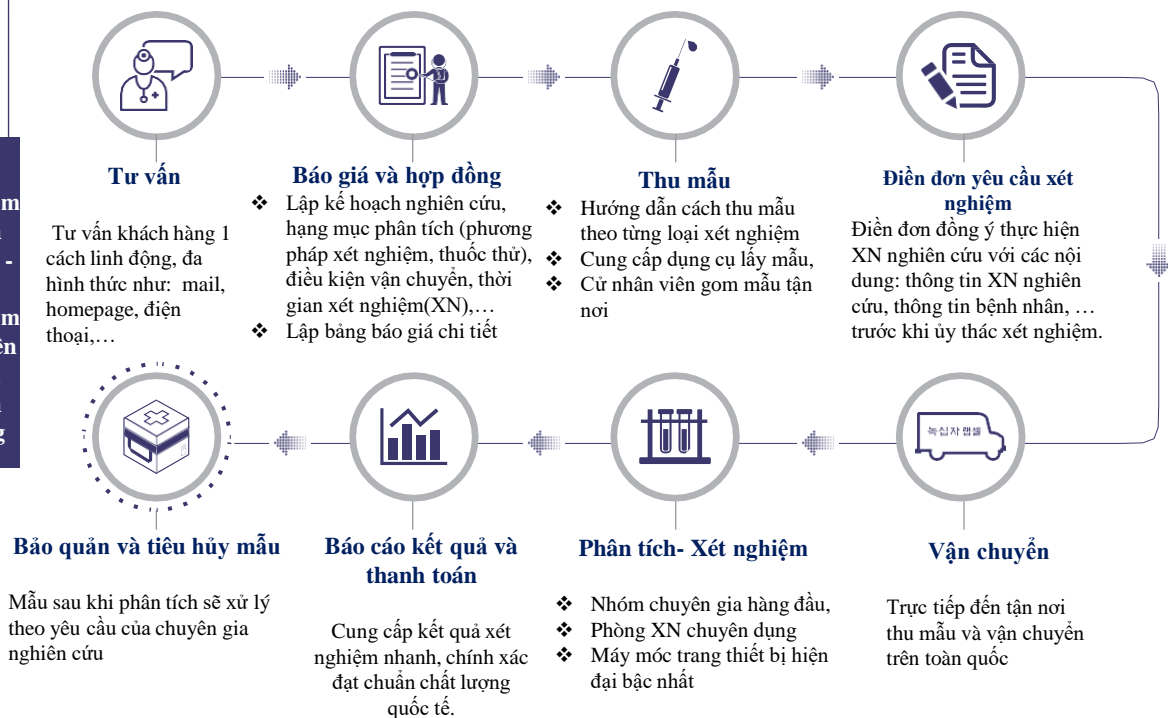 Tư vấn
Tư vấn khách hàng 1
cách linh động, đa
hình thức như: mail,
homepage, điện
thoại,…
Báo giá và hợp đồng
❖ Lập kế hoạch nghiên cứu,
hạng mục phân tích (phương
pháp xét nghiệm, thuốc thử),
điều kiện vận chuyển, thời
gian xét nghiệm(XN),…
❖ Lập bảng báo giá chi tiết
Thu mẫu
❖ Hướng dẫn cách thu mẫu
theo từng loại xét nghiệm
❖ Cung cấp dụng cụ lấy mẫu,
❖ Cử nhân viên gom mẫu tận
nơi
Điền đơn yêu cầu xét
nghiệm
Điền đơn đồng ý thực hiện
XN nghiên cứu với các nội
dung: thông tin XN nghiên
cứu, thông tin bệnh nhân, …
trước khi ủy thác xét nghiệm.
녹십자랩셀
Vận chuyển
Trực tiếp đến tận nơi
thu mẫu và vận chuyển
trên toàn quốc
Phân tích- Xét nghiệm
❖ Nhóm chuyên gia hàng đầu,
❖ Phòng XN chuyên dụng
❖ Máy móc trang thiết bị hiện
đại bậc nhất
Báo cáo kết quả và
thanh toán
Cung cấp kết quả xét
nghiệm nhanh, chính xác
đạt chuẩn chất lượng
quốc tế.
Bảo quản và tiêu hủy mẫu
Mẫu sau khi phân tích sẽ xử lý
theo yêu cầu của chuyên gia
nghiên cứu